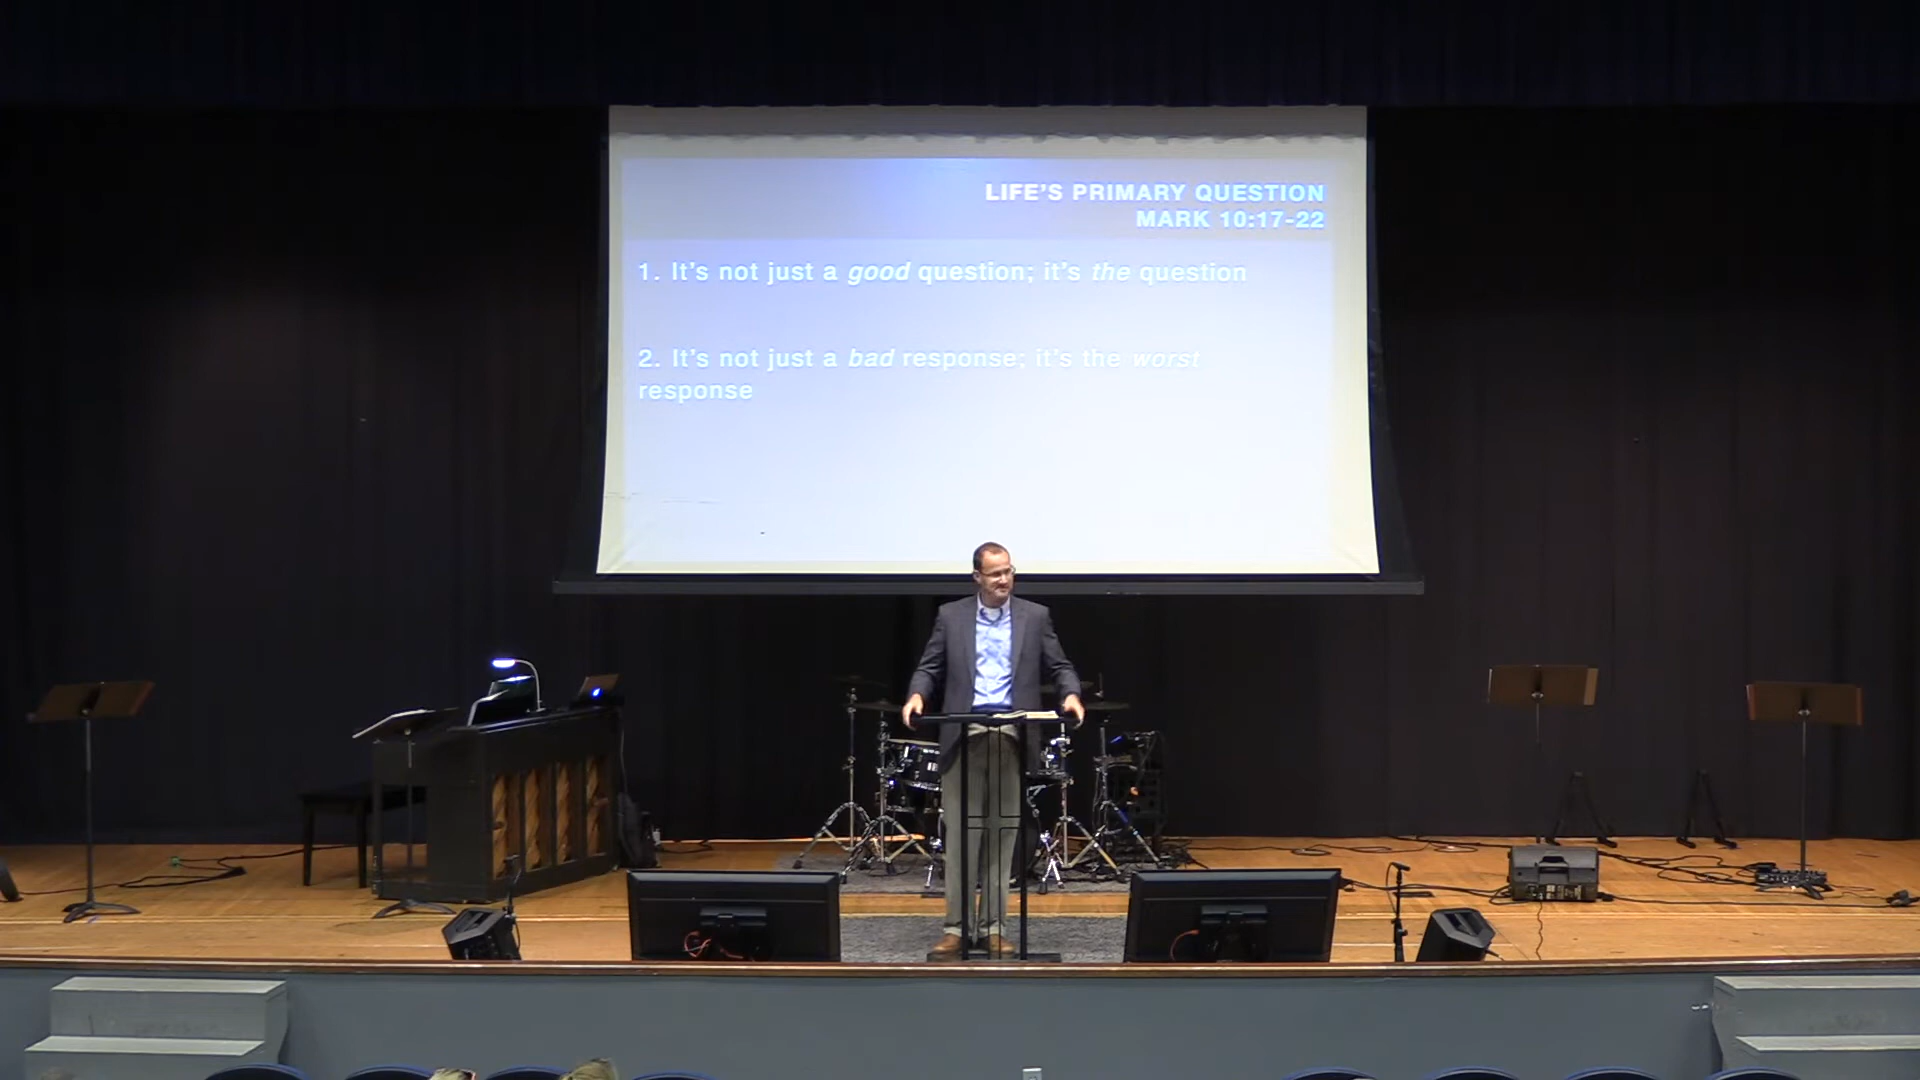 LIFE'S PRIMARY QUESTION
MARK 10:17-22
1. It's not just a good question; it's the question
2. It's not just a bad response; it's the worst
response